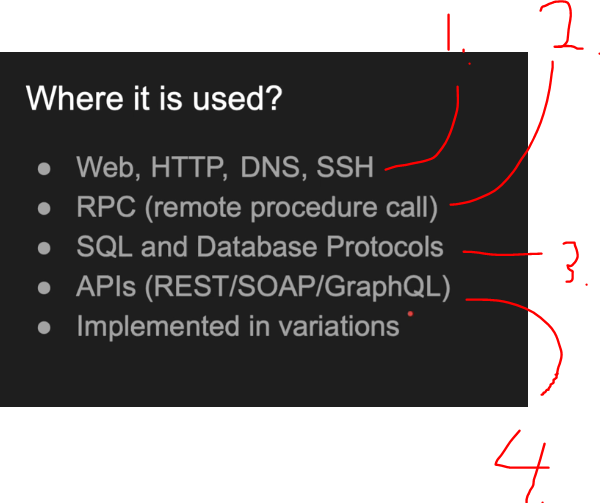 1.
2.
Where it is used?
● Web, HTTP, DNS, SSH
● RPC (remote procedure call)
● SQL and Database Protocols
3.
● APIs (REST/SOAP/GraphQL)
● Implemented in variations
4.